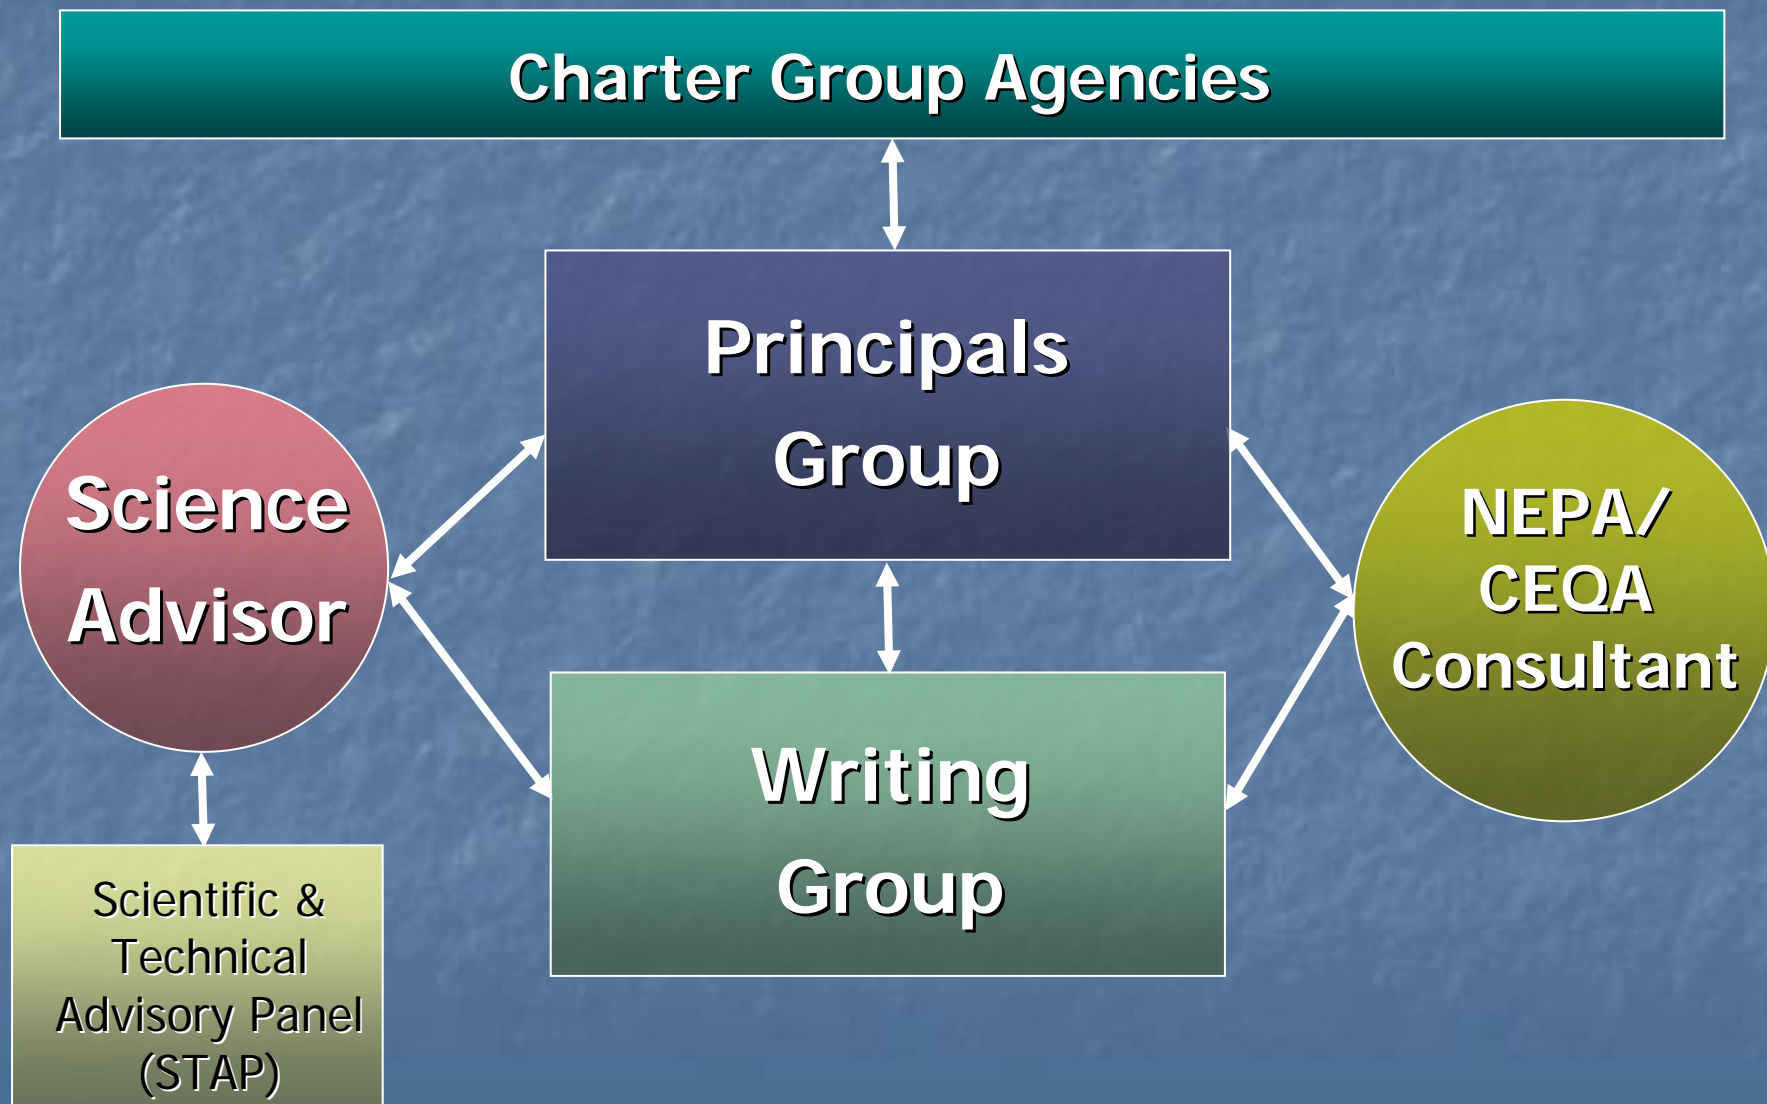 Charter Group Agencies
Principals
Group
Science
Advisor
NEPA/
CEQA
Consultant
Writing
Group
Scientific &
Technical
Advisory Panel
(STAP)